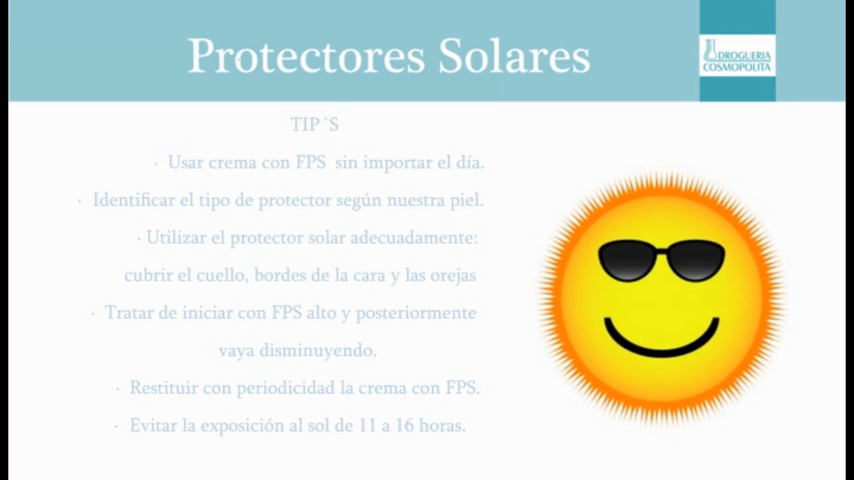 Protectores Solares
DROGUERIA
COSMOPOLITA
TIP´S
· Usar crema con FPS sin importar el día.
· Identificar el tipo de protector según nuestra piel.
· Utilizar el protector solar adecuadamente:
cubrir el cuello, bordes de la cara y las orejas
· Tratar de iniciar con FPS alto y posteriormente
vaya disminuyendo.
· Restituir con periodicidad la crema con FPS.
· Evitar la exposición al sol de 11 a 16 horas.